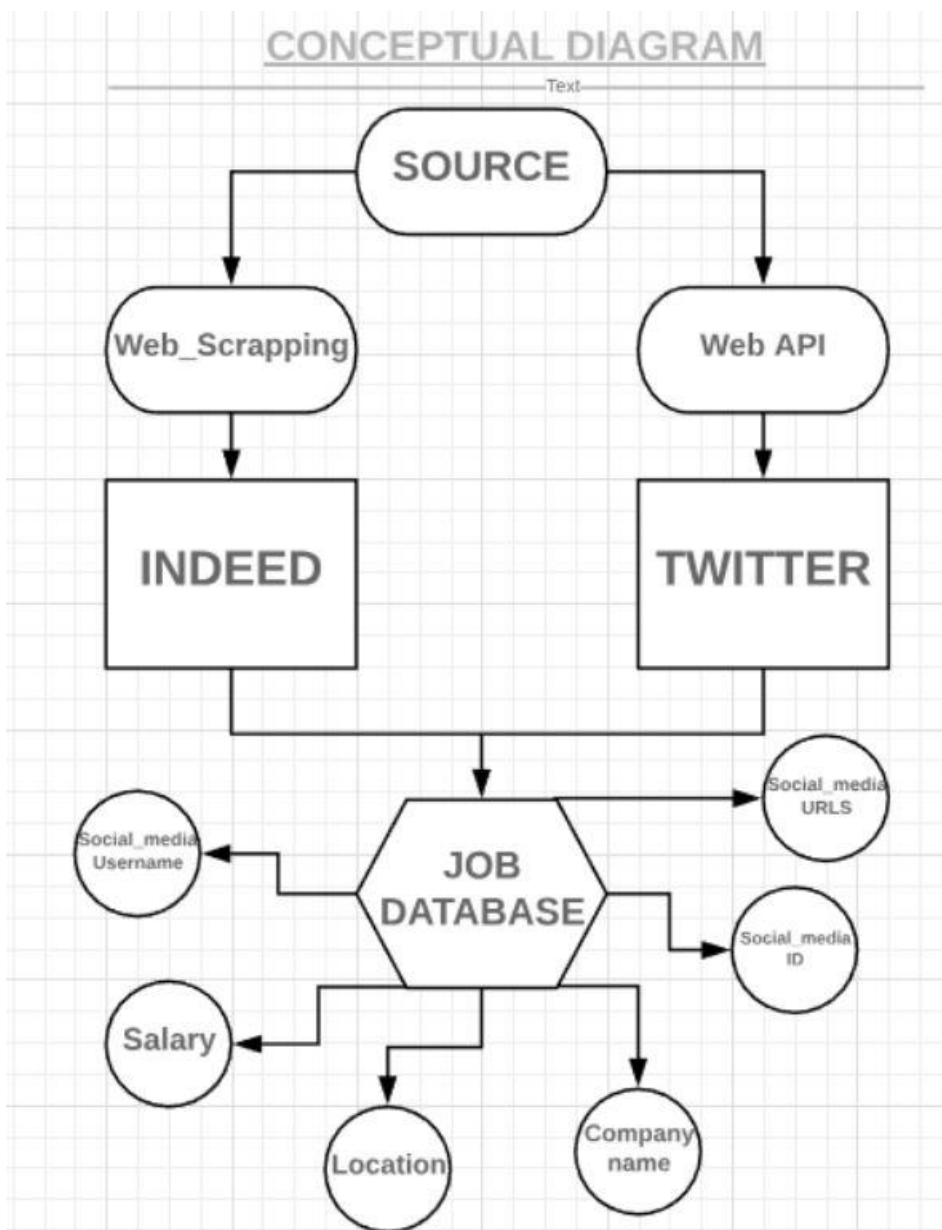 CONCEPTUAL DIAGRAM
Text
SOURCE
Web_Scrapping
Web API
INDEED
TWITTER
Social_media
URLS
Social_media
Username
JOB
DATABASE
Social_media
ID
Salary
Location
Company
name